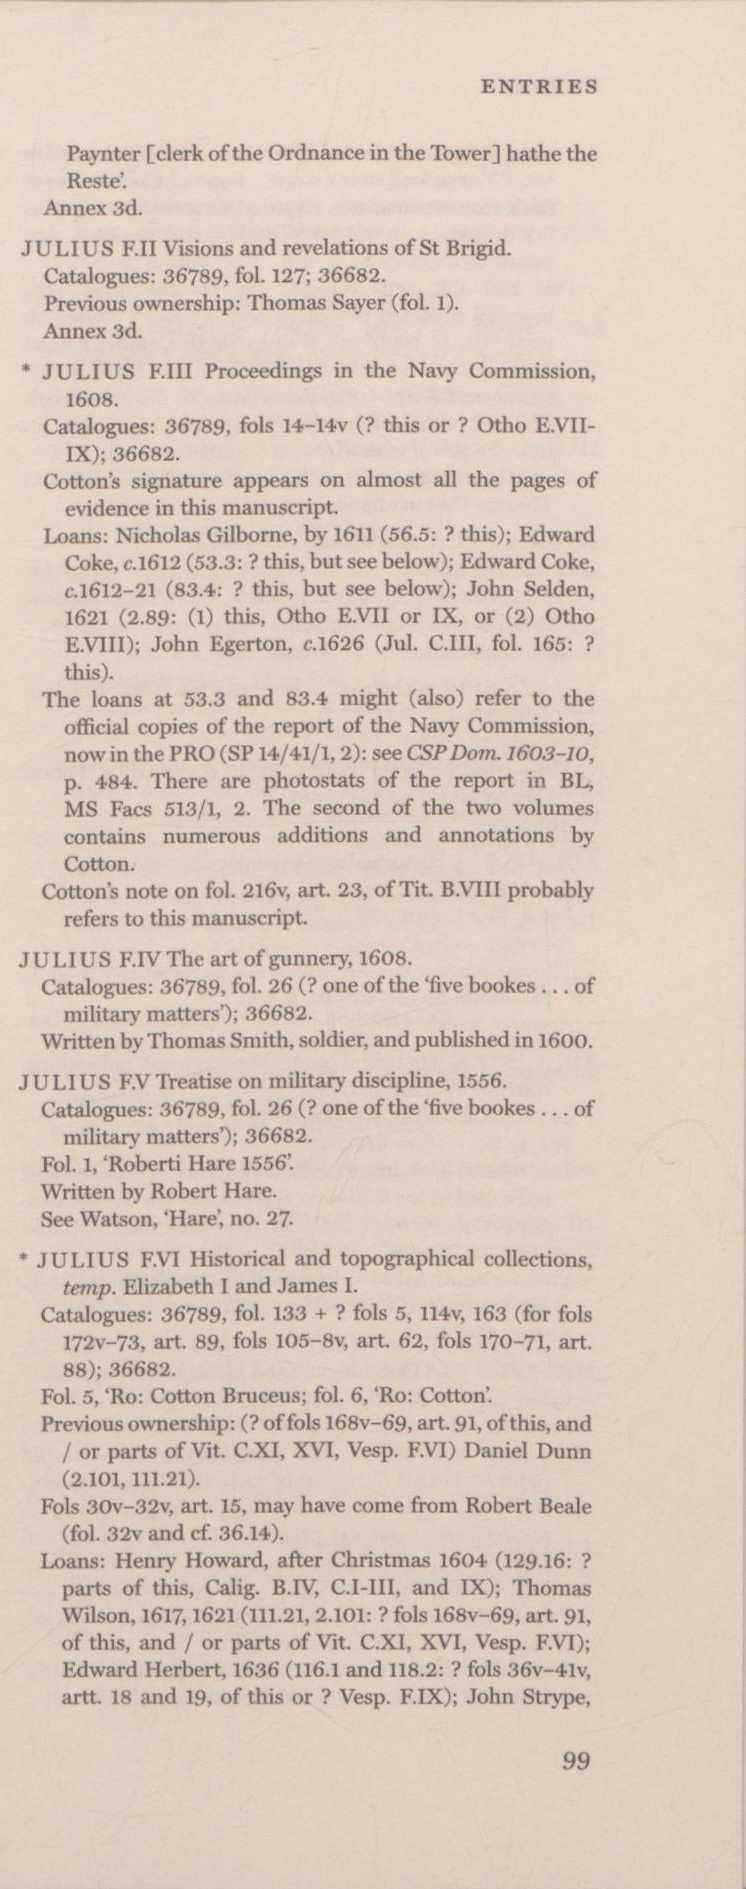 ENTRIES
Paynter [clerk of the Ordnance in the Tower] hathe the
Reste'.
Annex 3d.
JULIUS F.II Visions and revelations of St Brigid.
Catalogues: 36789, fol. 127; 36682.
Previous ownership: Thomas Sayer (fol. 1).
Annex 3d.
* JULIUS F.III Proceedings in the Navy Commission,
1608.
Catalogues: 36789, fols 14–14v (? this or ? Otho E.VII-
IX); 36682.
Cotton's signature appears on almost all the pages of
evidence in this manuscript.
Loans: Nicholas Gilborne, by 1611 (56.5: ? this); Edward
Coke, c.1612 (53.3: ? this, but see below); Edward Coke,
c.1612–21 (83.4: ? this, but see below); John Selden,
1621 (2.89: (1) this, Otho E.VII or IX, or (2) Otho
E.VIII); John Egerton, c.1626 (Jul. C.III, fol. 165: ?
this).
The loans at 53.3 and 83.4 might (also) refer to the
official copies of the report of the Navy Commission,
now in the PRO (SP 14/41/1, 2): see CSP Dom. 1603–10,
p. 484. There are photostats of the report in BL,
MS Facs 513/1, 2. The second of the two volumes
contains numerous additions and annotations by
Cotton.
Cotton's note on fol. 216v, art. 23, of Tit. B.VIII probably
refers to this manuscript.
JULIUS F.IV The art of gunnery, 1608.
Catalogues: 36789, fol. 26 (? one of the 'five bookes . . . of
military matters'); 36682.
Written by Thomas Smith, soldier, and published in 1600.
JULIUS F.V Treatise on military discipline, 1556.
Catalogues: 36789, fol. 26 (? one of the 'five bookes . . . of
military matters'); 36682.
Fol. 1, 'Roberti Hare 1556'.
Written by Robert Hare.
See Watson, 'Hare', no. 27.
* JULIUS F.VI Historical and topographical collections,
temp. Elizabeth I and James I.
Catalogues: 36789, fol. 133 + ? fols 5, 114v, 163 (for fols
172v–73, art. 89, fols 105–8v, art. 62, fols 170–71, art.
88); 36682.
Fol. 5, 'Ro: Cotton Bruceus; fol. 6, 'Ro: Cotton'.
Previous ownership: (? of fols 168v–69, art. 91, of this, and
/ or parts of Vit. C.XI, XVI, Vesp. F.VI) Daniel Dunn
(2.101, 111.21).
Fols 30v–32v, art. 15, may have come from Robert Beale
(fol. 32v and cf. 36.14).
Loans: Henry Howard, after Christmas 1604 (129.16: ?
parts of this, Calig. B.IV, C.I-III, and IX); Thomas
Wilson, 1617, 1621 (111.21, 2.101: ? fols 168v–69, art. 91,
of this, and / or parts of Vit. C.XI, XVI, Vesp. F.VI);
Edward Herbert, 1636 (116.1 and 118.2: ? fols 36v–41v,
artt. 18 and 19, of this or ? Vesp. F.IX); John Strype,
99